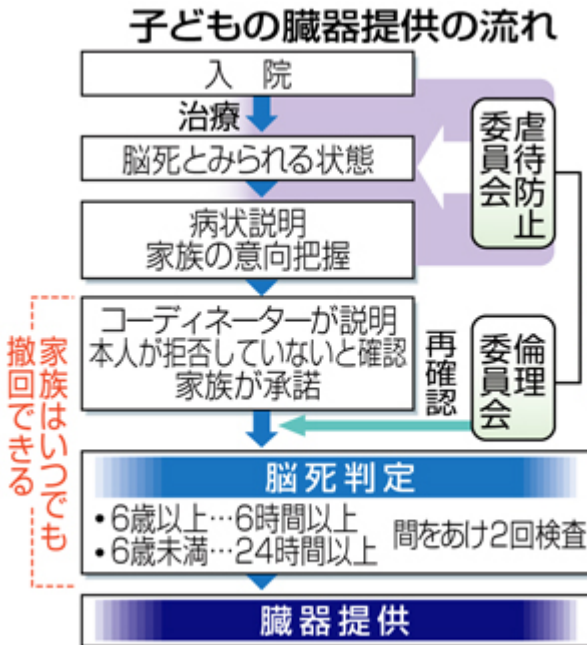 子どもの臓器提供の流れ
入院
治療
脳死とみられる状態
虐待防止
委員会
病状説明
家族の意向把握
コーディネーターが説明
本人が拒否していないと確認
家族が承諾
再確認
倫理
委員会
家族はいつでも
撤回できる
脳死判定
•6歳以上…6時間以上
•6歳未満…24時間以上
間をあけ2回検査
臓器提供